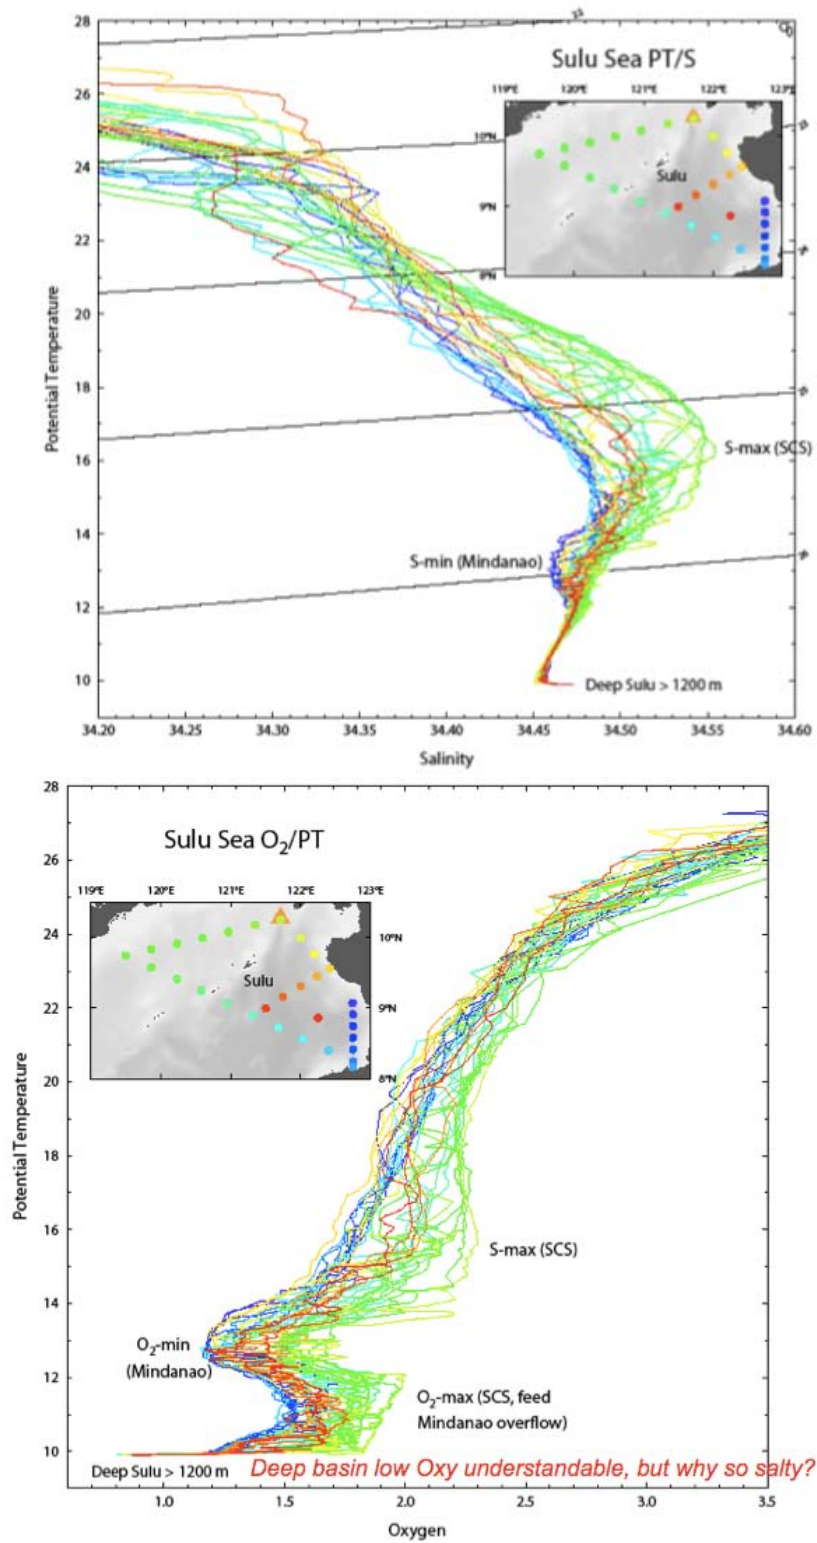 28
26
24
22
20
18
16
14
12
10
Potential Temperature
Sulu Sea PT/S
119°E 120°E 121°E 122°E 123°E
10°N
9°N
8°N
Sulu
S-max (SCS)
S-min (Mindanao)
Deep Sulu > 1200 m
34.20 34.25 34.30 34.35 34.40 34.45 34.50 34.55 34.60
Salinity
28
26
24
22
20
18
16
14
12
10
Potential Temperature
Sulu Sea O₂/PT
119°E 120°E 121°E 122°E 123°E
10°N
9°N
8°N
Sulu
S-max (SCS)
O₂-min
(Mindanao)
O₂-max (SCS, feed
Mindanao overflow)
Deep Sulu > 1200 m
Deep basin low Oxy understandable, but why so salty?
1.0 1.5 2.0 2.5 3.0 3.5
Oxygen